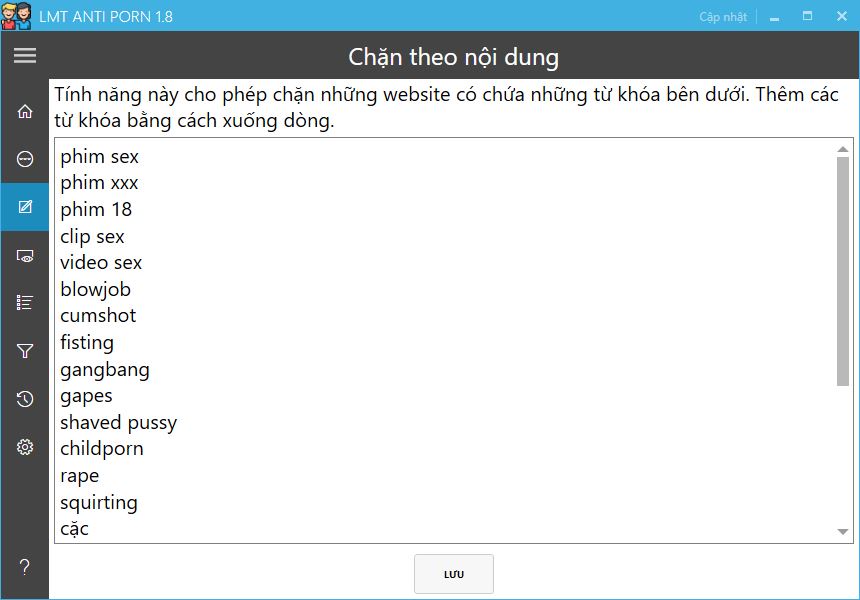 LMT ANTI PORN 1.8
Cập nhật
Chặn theo nội dung
Tính năng này cho phép chặn những website có chứa những từ khóa bên dưới. Thêm các
từ khóa bằng cách xuống dòng.
phim sex
phim xxx
phim 18
clip sex
video sex
blowjob
cumshot
fisting
gangbang
gapes
shaved pussy
childporn
rape
squirting
cặc
LƯU